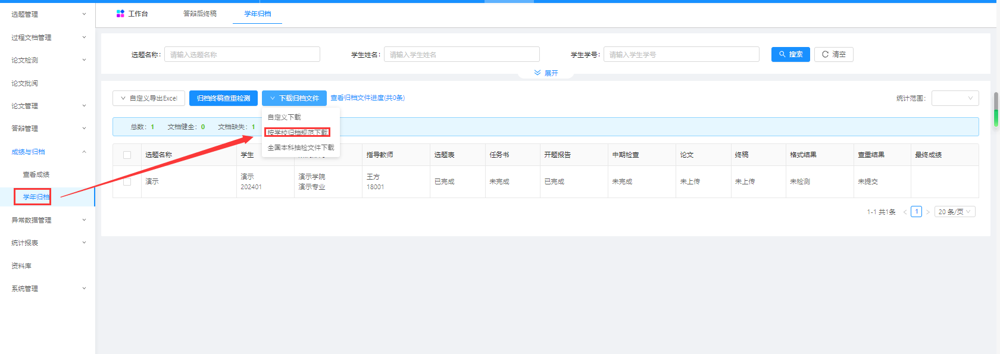 选题管理
过程文档管理
论文检测
论文批阅
论文管理
答辩管理
成绩与归档
查看成绩
学年归档
异常数据管理
统计报表
资料库
系统管理
工作台
答辩后终稿
学年归档
选题名称: 请输入选题名称
学生姓名: 请输入学生姓名
学生学号: 请输入学生学号
搜索
清空
展开
自定义导出Excel
归档终稿查重检测
下载归档文件
查看归档文件进度(共0条)
统计范围:
自定义下载
按学校归档规范下载
全国本科抽检文件下载
总数: 1 文档健全: 0 文档缺失: 1
选题名称 学生 指导教师 选题表 任务书 开题报告 中期检查 论文 终稿 格式结果 查重结果 最终成绩
演示 演示 演示学院 王方 已完成 未完成 已完成 未完成 未上传 未上传 未检测 未提交
202401 演示专业 18001
1-1 共1条 < 1 > 20 条/页